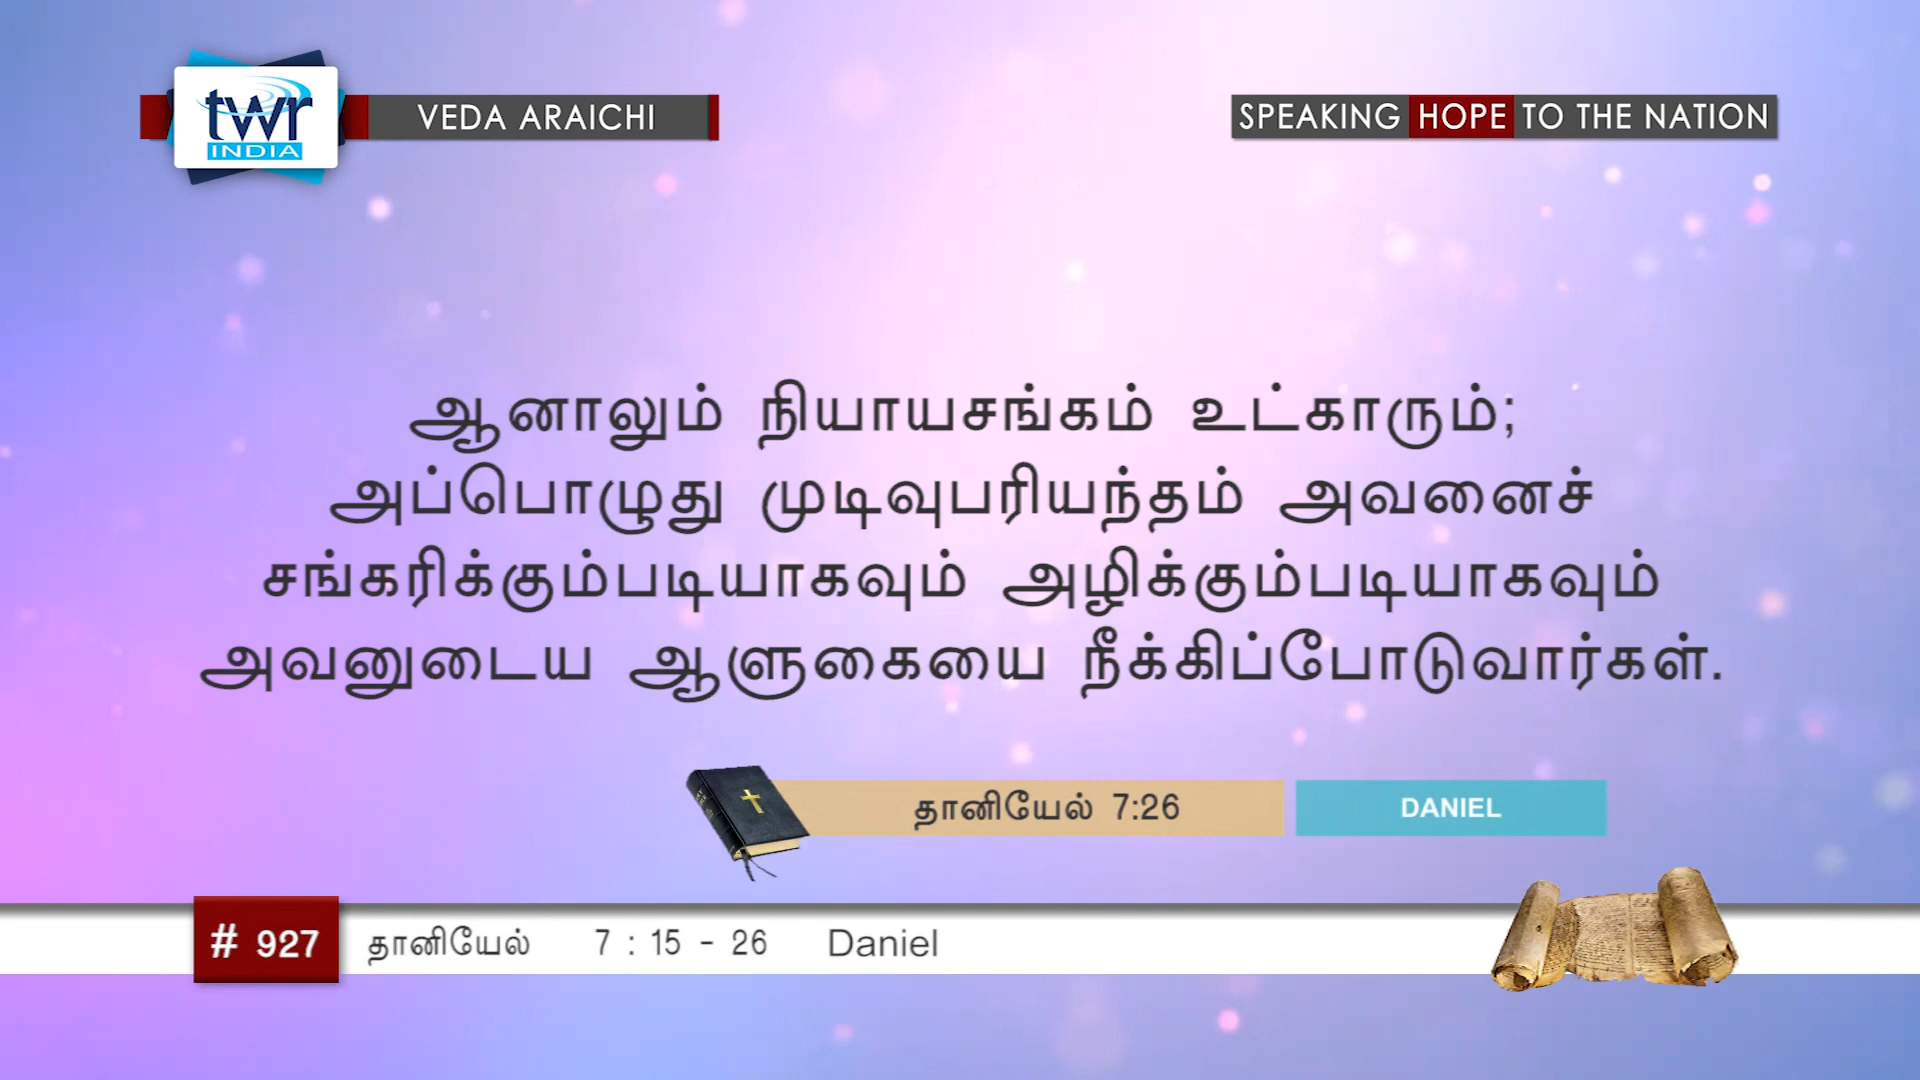 twr
INDIA
VEDA ARAICHI
SPEAKING HOPE TO THE NATION
ஆனாலும் நியாயசங்கம் உட்காரும்;
அப்பொழுது முடிவுபரியந்தம் அவனைச்
சங்கரிக்கும்படியாகவும் அழிக்கும்படியாகவும்
அவனுடைய ஆளுகையை நீக்கிப்போடுவார்கள்.
தானியேல் 7:26
DANIEL
# 927
தானியேல் 7 : 15 - 26 Daniel